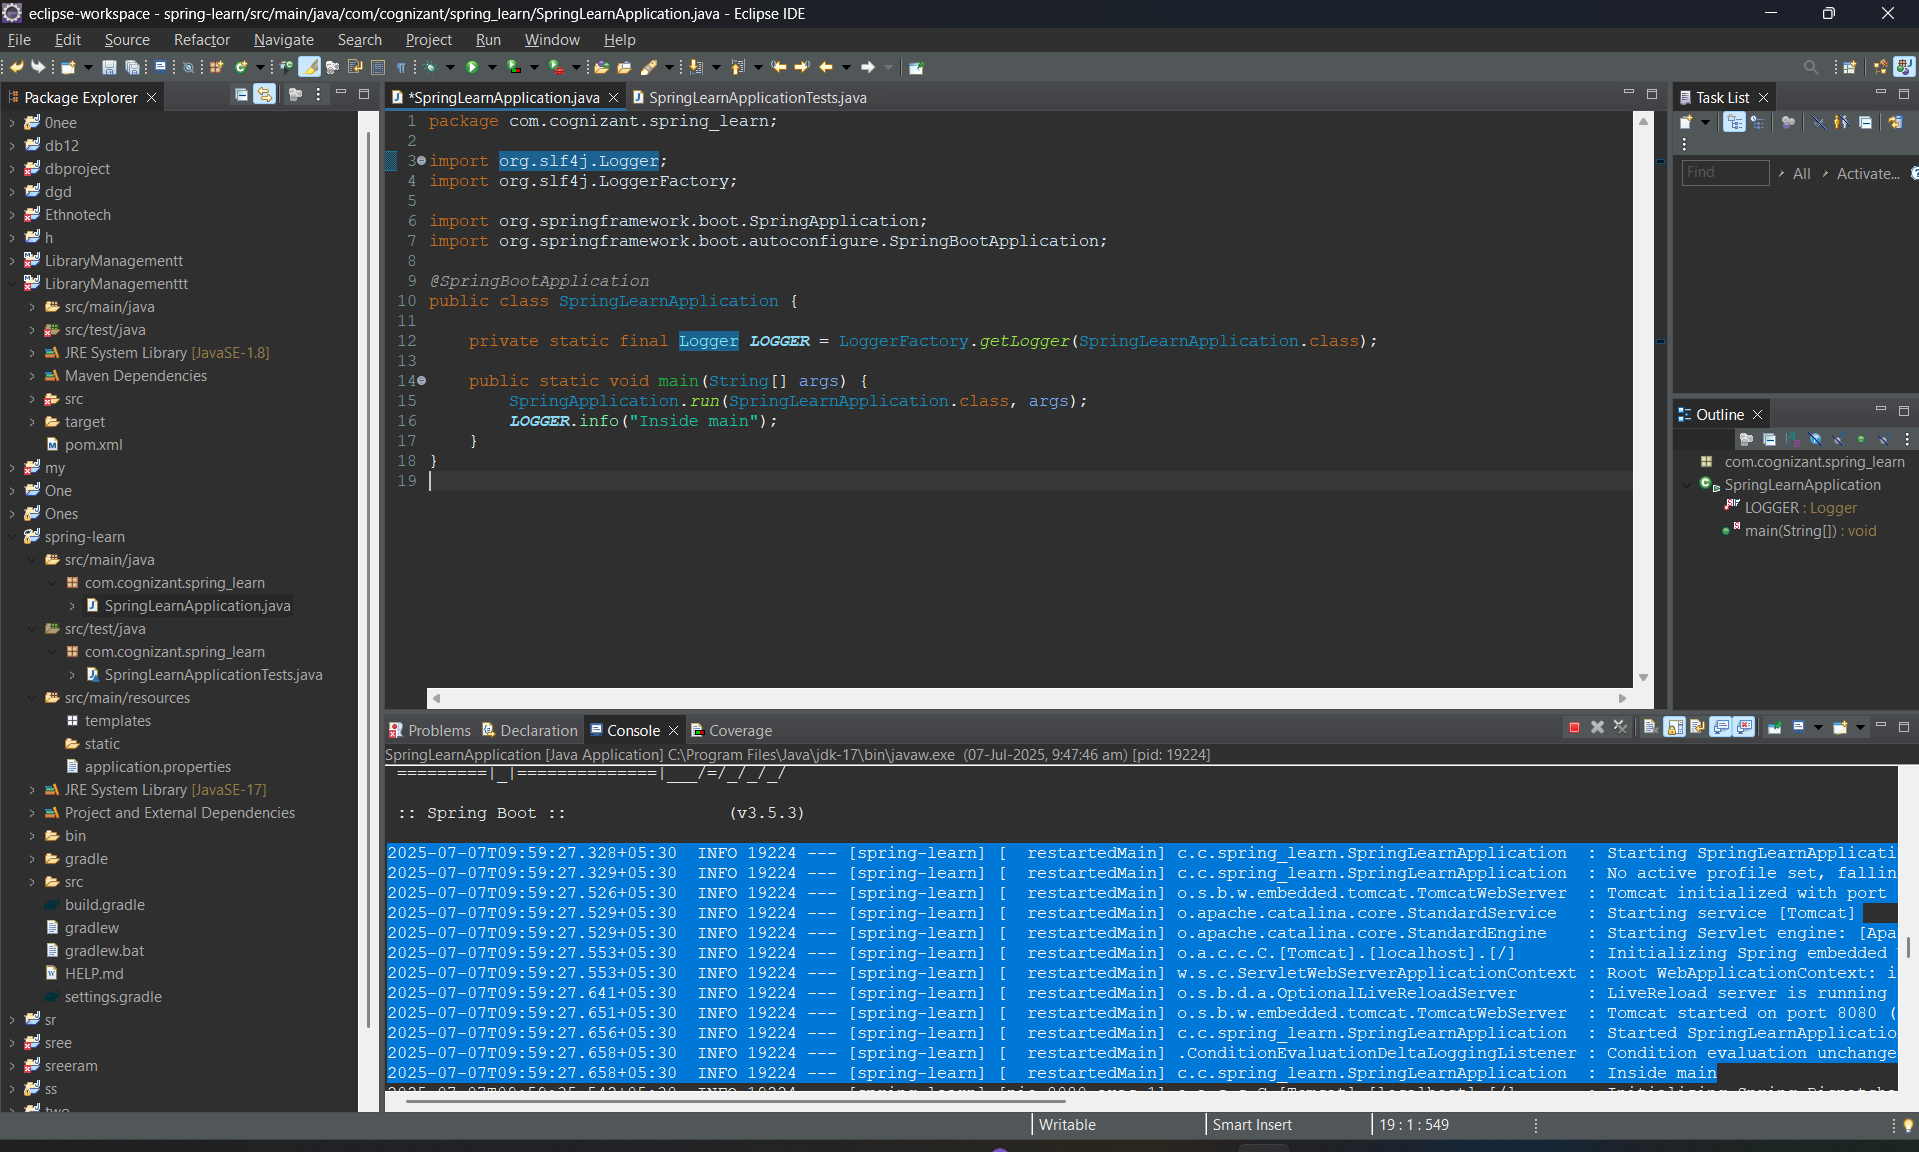 eclipse-workspace - spring-learn/src/main/java/com/cognizant/spring_learn/SpringLearnApplication.java - Eclipse IDE
File Edit Source Refactor Navigate Search Project Run Window Help
Package Explorer
0nee
db12
dbproject
dgd
Ethnotech
h
LibraryManagementt
LibraryManagementtt
src/main/java
src/test/java
JRE System Library [JavaSE-1.8]
Maven Dependencies
src
target
pom.xml
my
One
Ones
spring-learn
src/main/java
com.cognizant.spring_learn
SpringLearnApplication.java
src/test/java
com.cognizant.spring_learn
SpringLearnApplicationTests.java
src/main/resources
templates
static
application.properties
JRE System Library [JavaSE-17]
Project and External Dependencies
bin
gradle
src
build.gradle
gradlew
gradlew.bat
HELP.md
settings.gradle
sr
sree
sreeram
ss
two
*SpringLearnApplication.java SpringLearnApplicationTests.java
1 package com.cognizant.spring_learn;
2
3 import org.slf4j.Logger;
4 import org.slf4j.LoggerFactory;
5
6 import org.springframework.boot.SpringApplication;
7 import org.springframework.boot.autoconfigure.SpringBootApplication;
8
9 @SpringBootApplication
10 public class SpringLearnApplication {
11
12 private static final Logger LOGGER = LoggerFactory.getLogger(SpringLearnApplication.class);
13
14 public static void main(String[] args) {
15 SpringApplication.run(SpringLearnApplication.class, args);
16 LOGGER.info("Inside main");
17 }
18 }
19
Task List
Find All Activate...
Outline
com.cognizant.spring_learn
SpringLearnApplication
LOGGER : Logger
main(String[]) : void
Problems Declaration Console Coverage
SpringLearnApplication [Java Application] C:\Program Files\Java\jdk-17\bin\javaw.exe (07-Jul-2025, 9:47:46 am) [pid: 19224]
=========|_|==============|___/=/_/_/_/
:: Spring Boot :: (v3.5.3)
2025-07-07T09:59:27.328+05:30 INFO 19224 --- [spring-learn] [ restartedMain] c.c.spring_learn.SpringLearnApplication : Starting SpringLearnApplicati
2025-07-07T09:59:27.329+05:30 INFO 19224 --- [spring-learn] [ restartedMain] c.c.spring_learn.SpringLearnApplication : No active profile set, fallin
2025-07-07T09:59:27.526+05:30 INFO 19224 --- [spring-learn] [ restartedMain] o.s.b.w.embedded.tomcat.TomcatWebServer : Tomcat initialized with port
2025-07-07T09:59:27.529+05:30 INFO 19224 --- [spring-learn] [ restartedMain] o.apache.catalina.core.StandardService : Starting service [Tomcat]
2025-07-07T09:59:27.529+05:30 INFO 19224 --- [spring-learn] [ restartedMain] o.apache.catalina.core.StandardEngine : Starting Servlet engine: [Apa
2025-07-07T09:59:27.553+05:30 INFO 19224 --- [spring-learn] [ restartedMain] o.a.c.c.C.[Tomcat].[localhost].[/] : Initializing Spring embedded
2025-07-07T09:59:27.553+05:30 INFO 19224 --- [spring-learn] [ restartedMain] w.s.c.ServletWebServerApplicationContext : Root WebApplicationContext: i
2025-07-07T09:59:27.641+05:30 INFO 19224 --- [spring-learn] [ restartedMain] o.s.b.d.a.OptionalLiveReloadServer : LiveReload server is running
2025-07-07T09:59:27.651+05:30 INFO 19224 --- [spring-learn] [ restartedMain] o.s.b.w.embedded.tomcat.TomcatWebServer : Tomcat started on port 8080 (
2025-07-07T09:59:27.656+05:30 INFO 19224 --- [spring-learn] [ restartedMain] c.c.spring_learn.SpringLearnApplication : Started SpringLearnApplicatio
2025-07-07T09:59:27.658+05:30 INFO 19224 --- [spring-learn] [ restartedMain] .ConditionEvaluationDeltaLoggingListener : Condition evaluation unchange
2025-07-07T09:59:27.658+05:30 INFO 19224 --- [spring-learn] [ restartedMain] c.c.spring_learn.SpringLearnApplication : Inside main
Writable Smart Insert 19 : 1 : 549